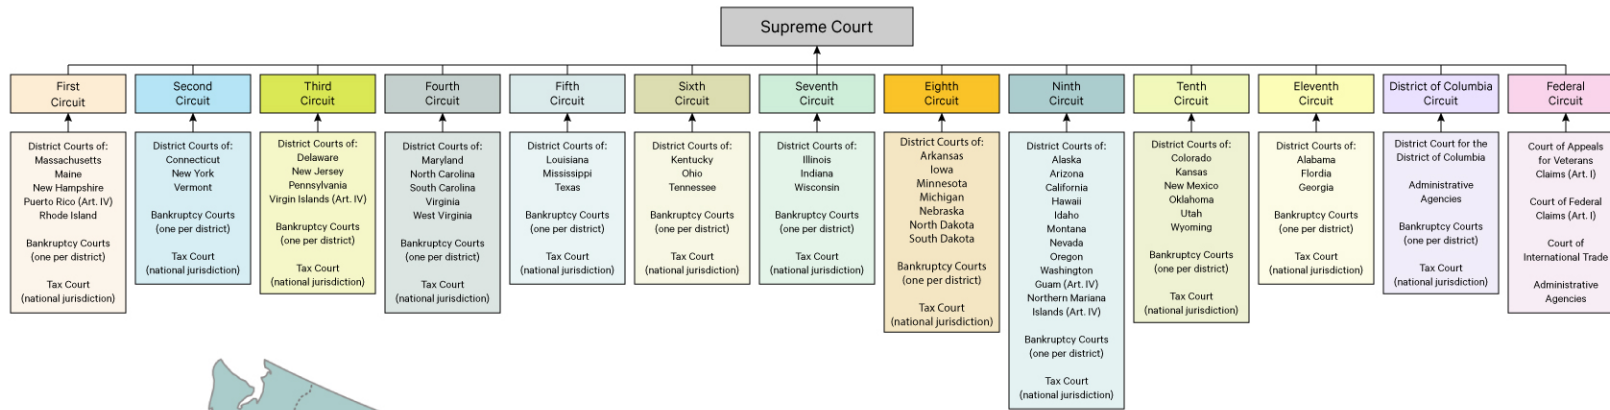 Supreme Court
First
Circuit
Second
Circuit
Third
Circuit
Fourth
Circuit
Fifth
Circuit
Sixth
Circuit
Seventh
Circuit
Eighth
Circuit
Ninth
Circuit
Tenth
Circuit
Eleventh
Circuit
District of Columbia
Circuit
Federal
Circuit
District Courts of:
Massachusetts
Maine
New Hampshire
Puerto Rico (Art. IV)
Rhode Island
Bankruptcy Courts
(one per district)
Tax Court
(national jurisdiction)
District Courts of:
Connecticut
New York
Vermont
Bankruptcy Courts
(one per district)
Tax Court
(national jurisdiction)
District Courts of:
Delaware
New Jersey
Pennsylvania
Virgin Islands (Art. IV)
Bankruptcy Courts
(one per district)
Tax Court
(national jurisdiction)
District Courts of:
Maryland
North Carolina
South Carolina
Virginia
West Virginia
Bankruptcy Courts
(one per district)
Tax Court
(national jurisdiction)
District Courts of:
Louisiana
Mississippi
Texas
Bankruptcy Courts
(one per district)
Tax Court
(national jurisdiction)
District Courts of:
Kentucky
Ohio
Tennessee
Bankruptcy Courts
(one per district)
Tax Court
(national jurisdiction)
District Courts of:
Illinois
Indiana
Wisconsin
Bankruptcy Courts
(one per district)
Tax Court
(national jurisdiction)
District Courts of:
Arkansas
Iowa
Minnesota
Michigan
Nebraska
North Dakota
South Dakota
Bankruptcy Courts
(one per district)
Tax Court
(national jurisdiction)
District Courts of:
Alaska
Arizona
California
Hawaii
Idaho
Montana
Nevada
Oregon
Washington
Guam (Art. IV)
Northern Mariana
Islands (Art. IV)
Bankruptcy Courts
(one per district)
Tax Court
(national jurisdiction)
District Courts of:
Colorado
Kansas
New Mexico
Oklahoma
Utah
Wyoming
Bankruptcy Courts
(one per district)
Tax Court
(national jurisdiction)
District Courts of:
Alabama
Flordia
Georgia
Bankruptcy Courts
(one per district)
Tax Court
(national jurisdiction)
District Court for the
District of Columbia
Administrative
Agencies
Bankruptcy Courts
(one per district)
Tax Court
(national jurisdiction)
Court of Appeals
for Veterans
Claims (Art. I)
Court of Federal
Claims (Art. I)
Court of
International Trade
Administrative
Agencies